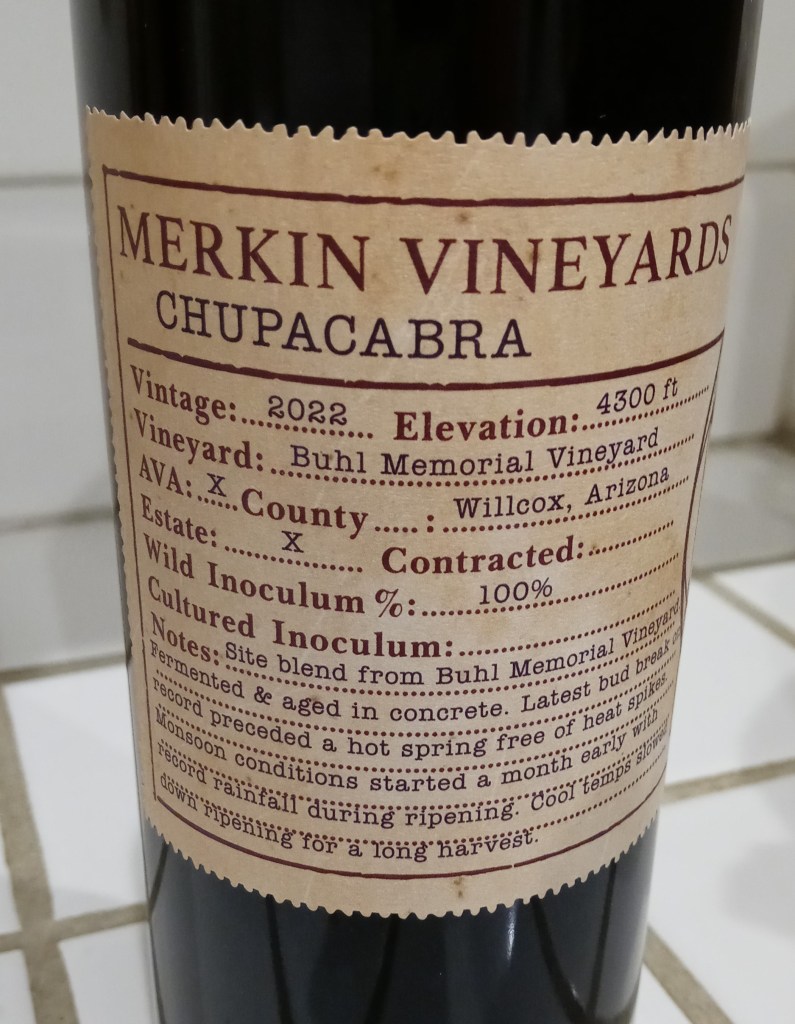 MERKIN VINEYARDS
CHUPACABRA
Vintage: 2022 Elevation: 4300 ft
Vineyard: Buhl Memorial Vineyard
AVA: X County : Willcox, Arizona
Estate: X Contracted:
Wild Inoculum %: 100%
Cultured Inoculum:
Notes: Site blend from Buhl Memorial Vineyard
Fermented & aged in concrete. Latest bud break on
record preceded a hot spring free of heat spikes.
Monsoon conditions started a month early with
record rainfall during ripening. Cool temps slowed
down ripening for a long harvest.